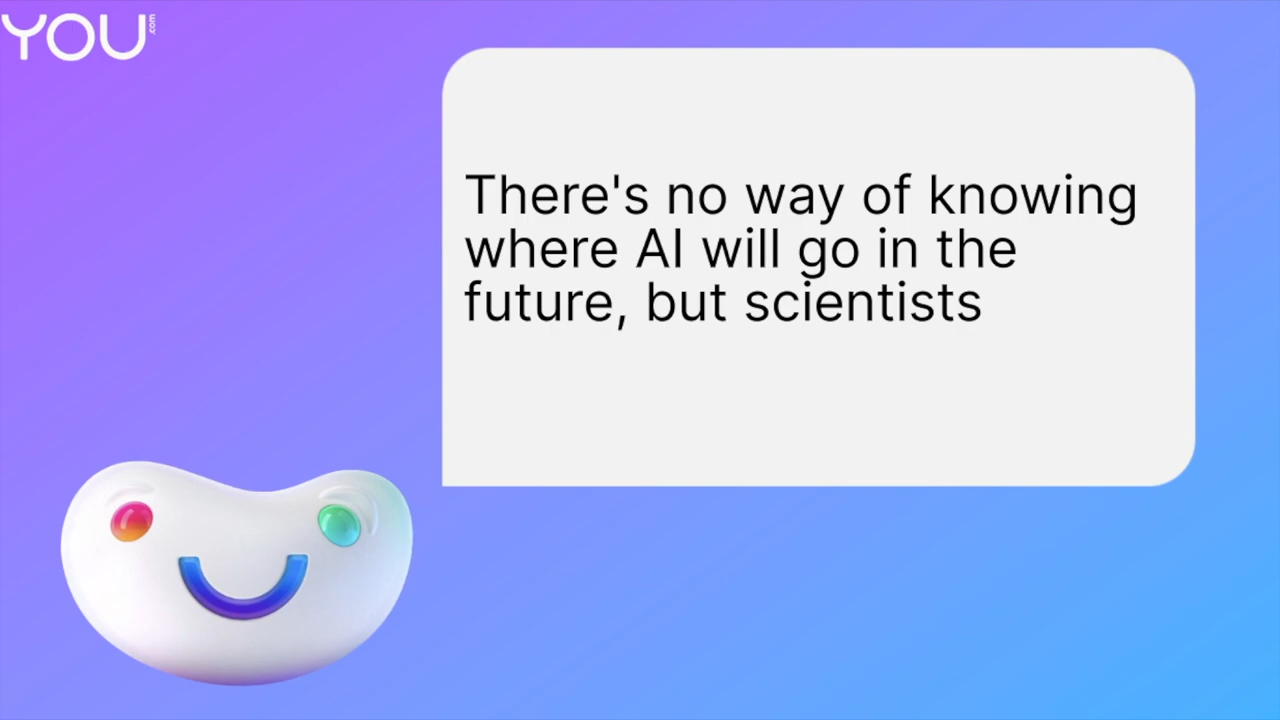 YOU.com
There's no way of knowing
where AI will go in the
future, but scientists